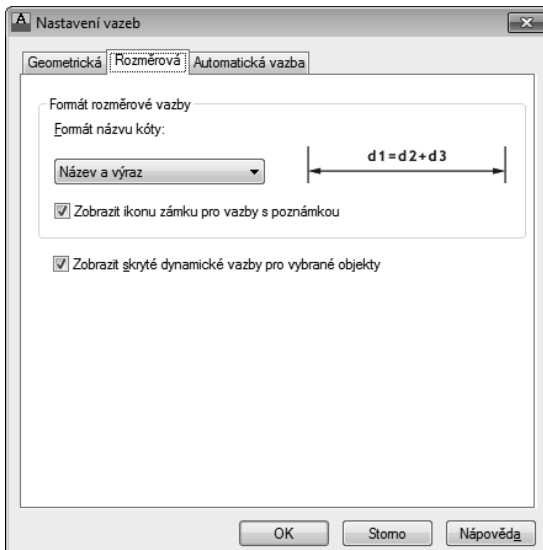 Nastavení vazeb
Geometrická Rozměrová Automatická vazba
Formát rozměrové vazby
Formát názvu kóty:
d1=d2+d3
Název a výraz
Zobrazit ikonu zámku pro vazby s poznámkou
Zobrazit skryté dynamické vazby pro vybrané objekty
OK Storno Nápověda